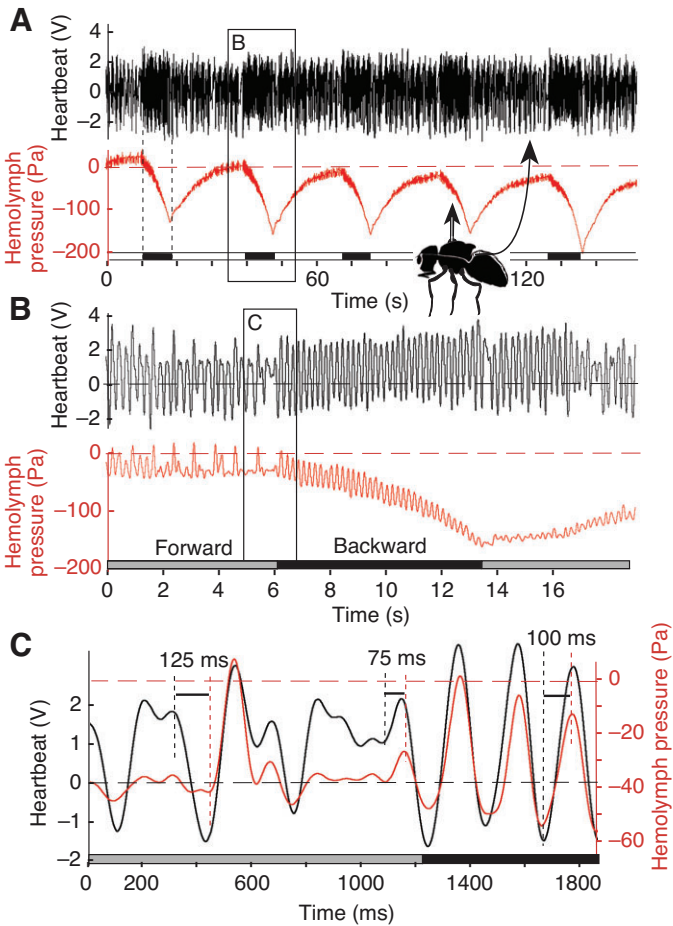 A
B
Heartbeat (V)
4
2
0
−2
Hemolymph
pressure (Pa)
0
−100
−200
0
60
120
Time (s)
B
C
Heartbeat (V)
4
2
0
−2
Hemolymph
pressure (Pa)
0
−100
−200
Forward
Backward
0
2
4
6
8
10
12
14
16
Time (s)
C
125 ms
75 ms
100 ms
Heartbeat (V)
2
1
0
−1
−2
0
−20
−40
−60
Hemolymph pressure (Pa)
0
200
600
1000
1400
1800
Time (ms)